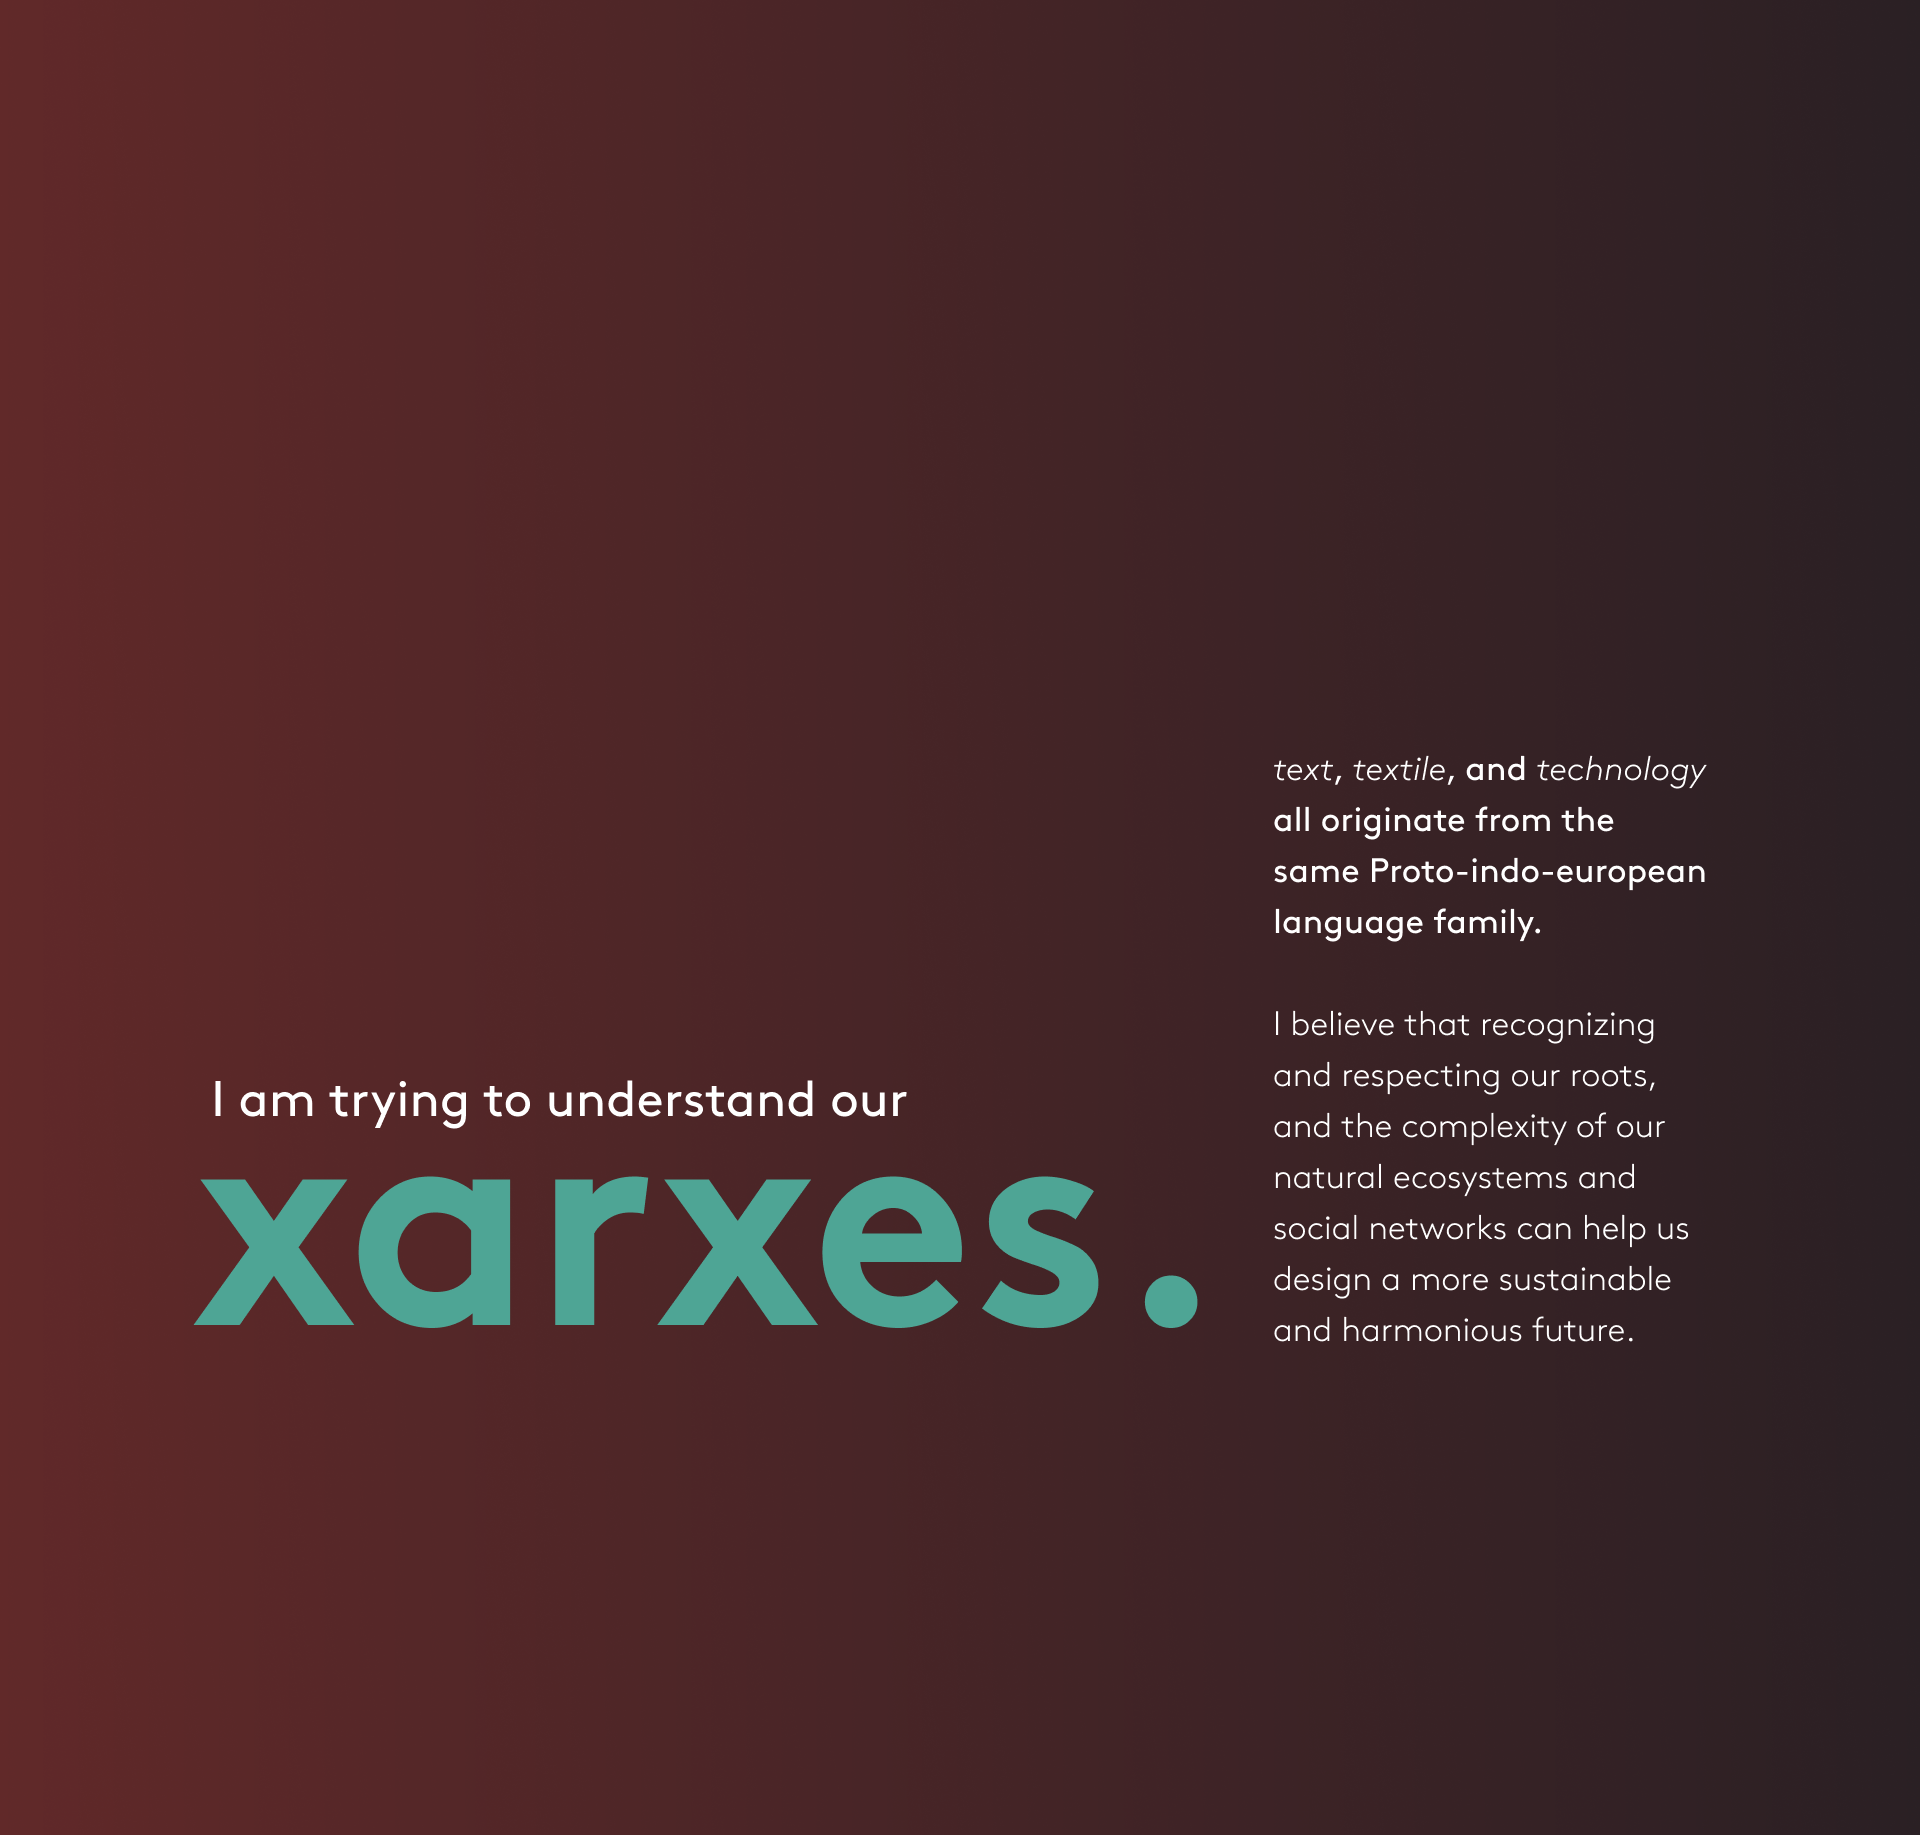 I am trying to understand our
xarxes.
text, textile, and technology
all originate from the
same Proto-indo-european
language family.
I believe that recognizing
and respecting our roots,
and the complexity of our
natural ecosystems and
social networks can help us
design a more sustainable
and harmonious future.